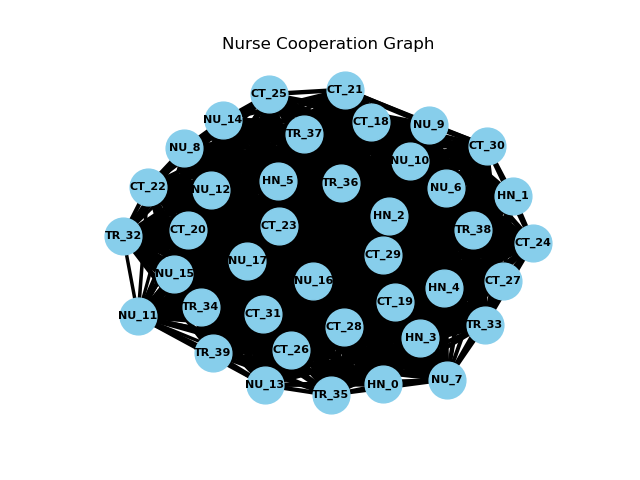 Nurse Cooperation Graph
CT_21
CT_25
NU_14
CT_18
NU_9
TR_37
CT_30
NU_8
NU_10
HN_5
TR_36
CT_22
NU_12
NU_6
HN_1
HN_2
CT_23
CT_20
TR_38
TR_32
CT_24
CT_29
NU_17
NU_15
NU_16
CT_27
HN_4
CT_19
TR_34
CT_31
NU_11
TR_33
CT_28
HN_3
CT_26
TR_39
NU_7
HN_0
NU_13
TR_35